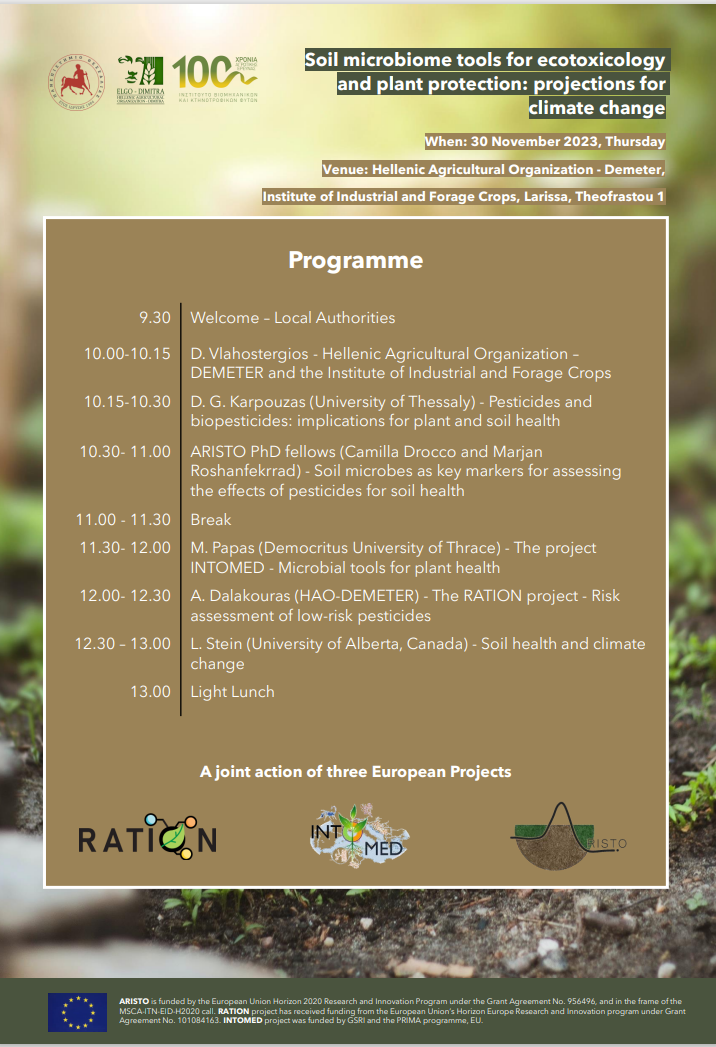 ELGO - DIMITRA
HELLENIC AGRICULTURAL
ORGANIZATION - DEMETER
100 ΧΡΟΝΙΑ
ΙΝΣΤΙΤΟΥΤΟ ΒΙΟΜΗΧΑΝΙΚΩΝ
ΚΑΙ ΚΤΗΝΟΤΡΟΦΙΚΩΝ ΦΥΤΩΝ
Soil microbiome tools for ecotoxicology
and plant protection: projections for
climate change
When: 30 November 2023, Thursday
Venue: Hellenic Agricultural Organization - Demeter,
Institute of Industrial and Forage Crops, Larissa, Theofrastou 1
Programme
9.30 Welcome – Local Authorities
10.00-10.15 D. Vlahostergios - Hellenic Agricultural Organization –
DEMETER and the Institute of Industrial and Forage Crops
10.15-10.30 D. G. Karpouzas (University of Thessaly) - Pesticides and
biopesticides: implications for plant and soil health
10.30- 11.00 ARISTO PhD fellows (Camilla Drocco and Marjan
Roshanfekrrad) - Soil microbes as key markers for assessing
the effects of pesticides for soil health
11.00 - 11.30 Break
11.30- 12.00 M. Papas (Democritus University of Thrace) - The project
INTOMED - Microbial tools for plant health
12.00- 12.30 A. Dalakouras (HAO-DEMETER) - The RATION project - Risk
assessment of low-risk pesticides
12.30 – 13.00 L. Stein (University of Alberta, Canada) - Soil health and climate
change
13.00 Light Lunch
A joint action of three European Projects
RATION
INTOMED
ARISTO
ARISTO is funded by the European Union Horizon 2020 Research and Innovation Program under the Grant Agreement No. 956496, and in the frame of the
MSCA-ITN-EID-H2020 call. RATION project has received funding from the European Union's Horizon Europe Research and Innovation program under Grant
Agreement No. 101084163. INTOMED project was funded by GSRI and the PRIMA programme, EU.